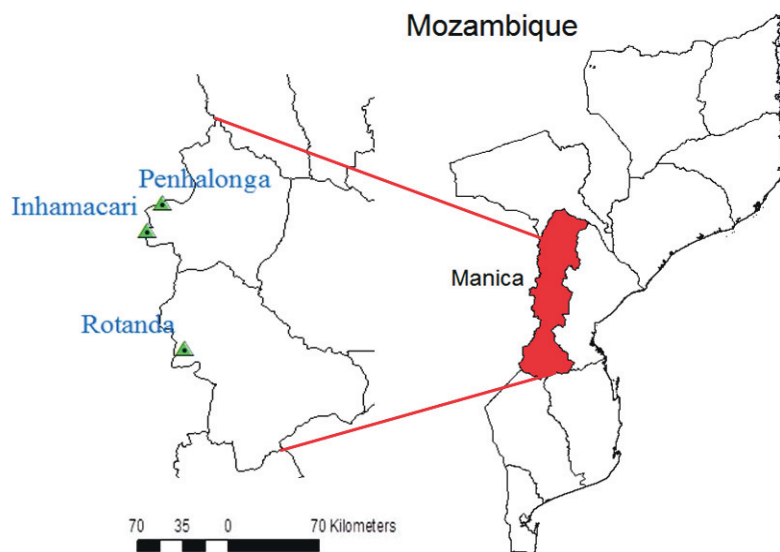 Mozambique
Penhalonga
Inhamacari
Manica
Rotanda
70 35 0 70 Kilometers